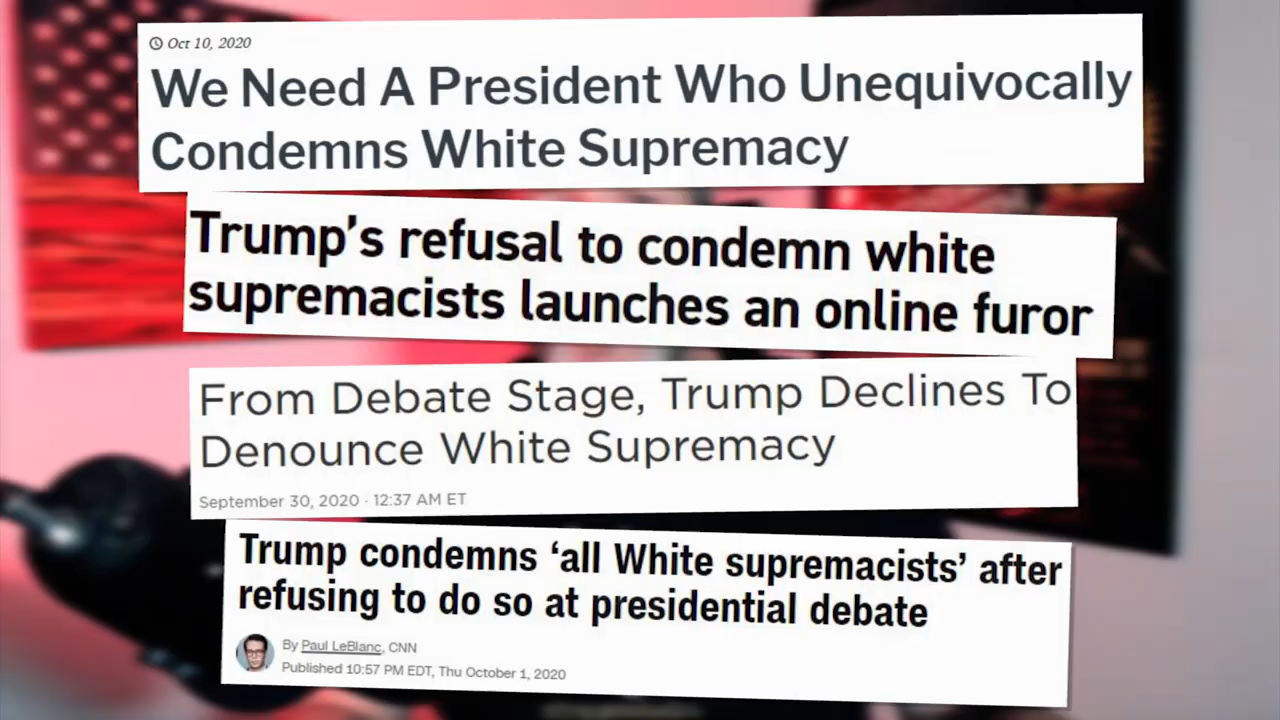 Oct 10, 2020
We Need A President Who Unequivocally
Condemns White Supremacy
Trump's refusal to condemn white
supremacists launches an online furor
From Debate Stage, Trump Declines To
Denounce White Supremacy
September 30, 2020 · 12:37 AM ET
Trump condemns ‘all White supremacists’ after
refusing to do so at presidential debate
By Paul LeBlanc, CNN
Published 10:57 PM EDT, Thu October 1, 2020